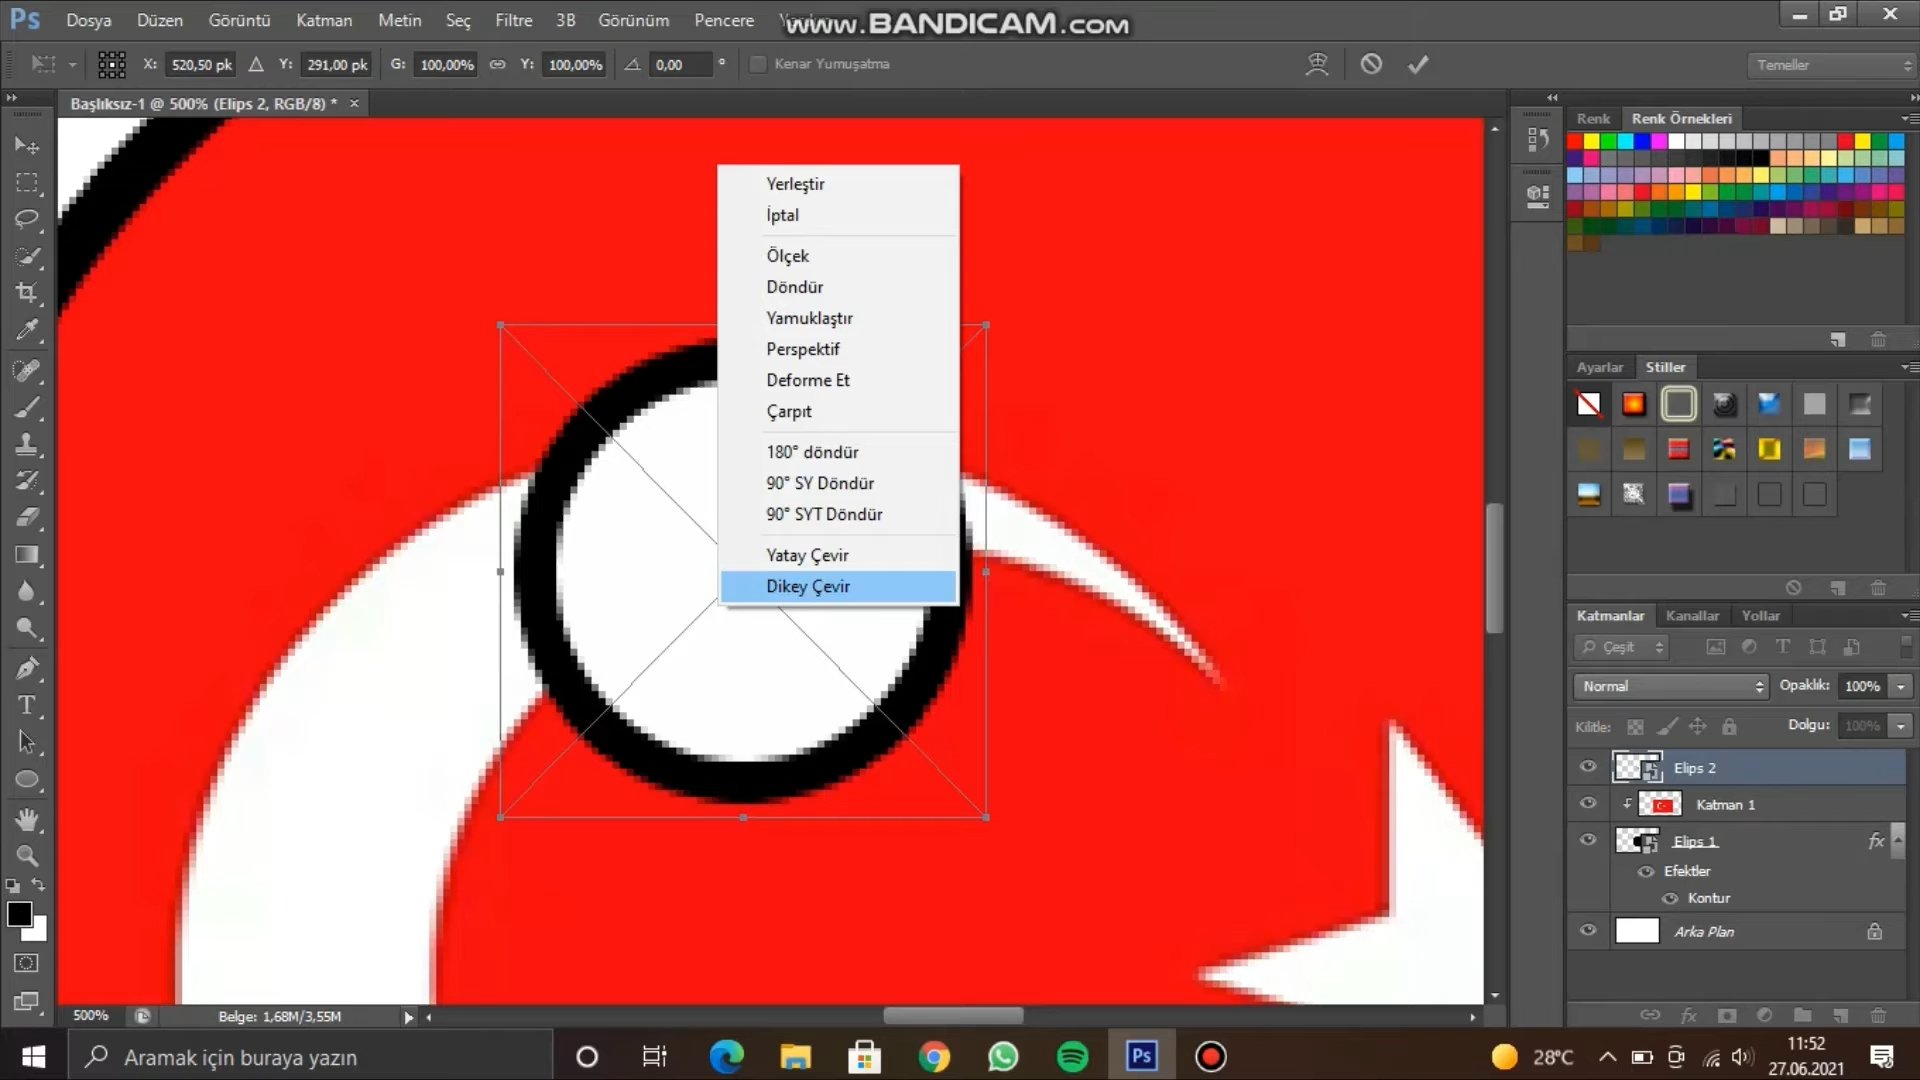 Ps Dosya Düzen Görüntü Katman Metin Seç Filtre 3B Görünüm Pencere
www.BANDICAM.com
X: 520,50 pk Y: 291,00 pk G: 100,00% Y: 100,00% 0,00 ° Kenar Yumuşatma Temeller
Başlıksız-1 @ 500% (Elips 2, RGB/8) * ×
Renk Renk Örnekleri
Yerleştir
İptal
Ölçek
Döndür
Yamuklaştır
Perspektif
Deforme Et
Çarpıt
180° döndür
90° SY Döndür
90° SYT Döndür
Yatay Çevir
Dikey Çevir
Ayarlar Stiller
Katmanlar Kanallar Yollar
Çeşit
Normal Opaklık: 100%
Kilitle: Dolgu: 100%
Elips 2
Katman 1
Elips 1 fx
Efektler
Kontur
Arka Plan
500% Belge: 1,68M/3,55M
Aramak için buraya yazın
Ps
28°C
11:52
27.06.2021